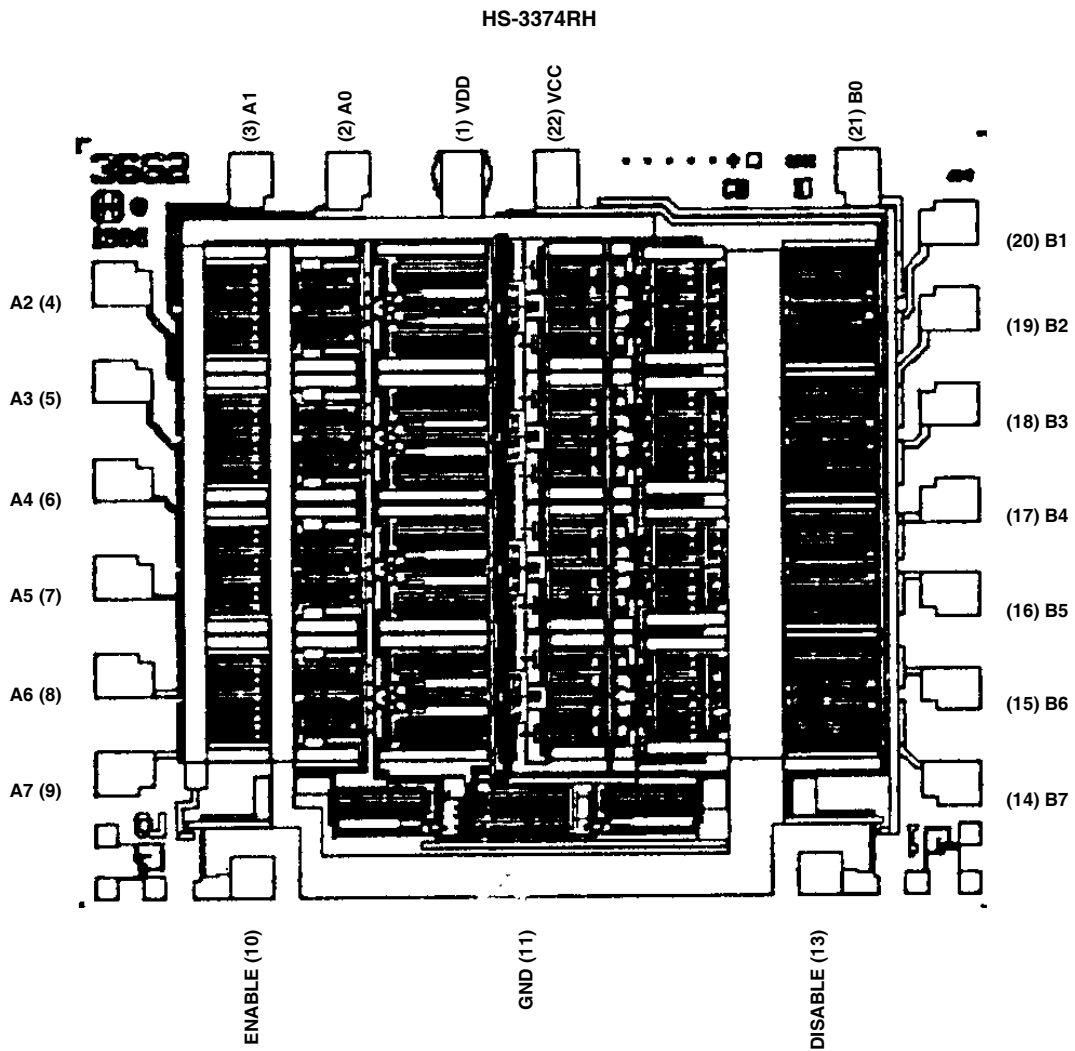 HS-3374RH
(3) A1
(2) A0
(1) VDD
(22) VCC
(21) B0
A2 (4)
A3 (5)
A4 (6)
A5 (7)
A6 (8)
A7 (9)
(20) B1
(19) B2
(18) B3
(17) B4
(16) B5
(15) B6
(14) B7
ENABLE (10)
GND (11)
DISABLE (13)